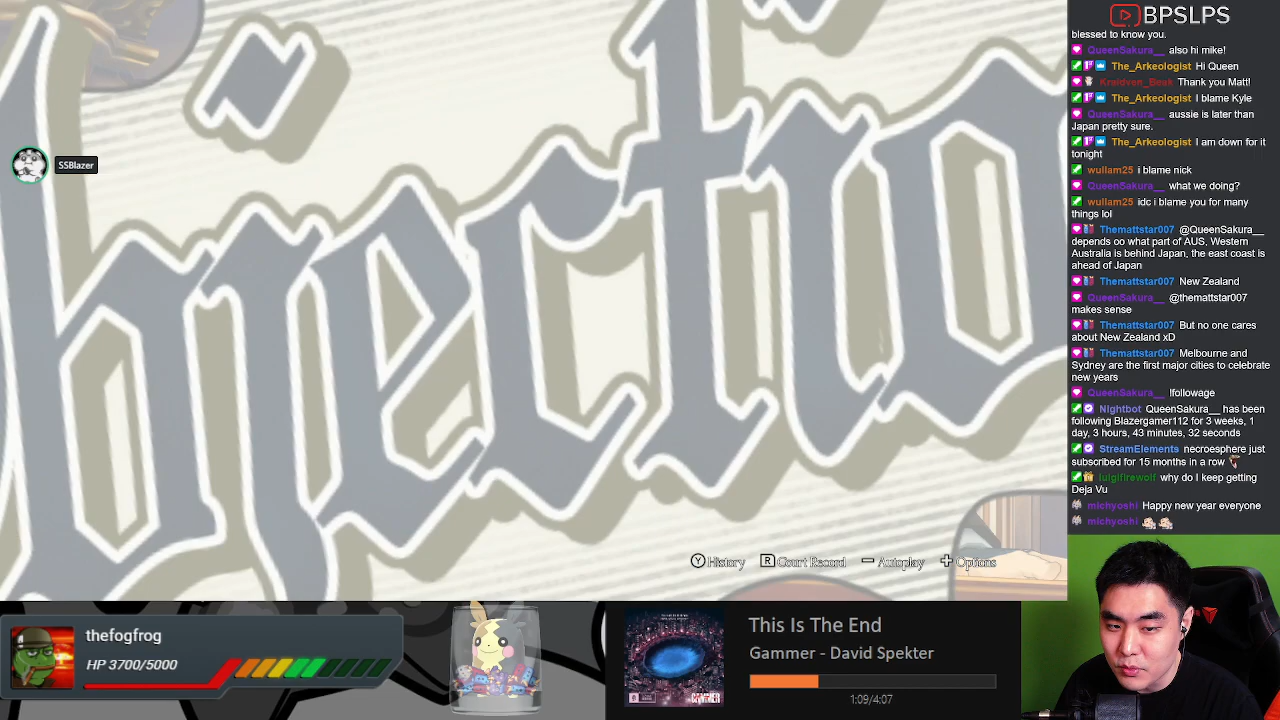 bjectio
SSBlazer
Y History R Court Record Autoplay Options
BPSLPS
blessed to know you.
QueenSakura__ also hi mike!
The_Arkeologist Hi Queen
Kraidven_Beak Thank you Matt!
The_Arkeologist I blame Kyle
QueenSakura__ aussie is later than
Japan pretty sure.
The_Arkeologist I am down for it
tonight
wullam25 i blame nick
QueenSakura__ what we doing?
wullam25 idc i blame you for many
things lol
Themattstar007 @QueenSakura__
depends oo what part of AUS, Western
Australia is behind Japan, the east coast is
ahead of Japan
Themattstar007 New Zealand
QueenSakura__ @themattstar007
makes sense
Themattstar007 But no one cares
about New Zealand xD
Themattstar007 Melbourne and
Sydney are the first major cities to celebrate
new years
QueenSakura__ !followage
Nightbot QueenSakura__ has been
following Blazergamer112 for 3 weeks, 1
day, 3 hours, 43 minutes, 32 seconds
StreamElements necroesphere just
subscribed for 15 months in a row
luigifirewolf why do I keep getting
Deja Vu
michyoshi Happy new year everyone
michyoshi
thefogfrog
HP 3700/5000
This Is The End
Gammer - David Spekter
1:09/4:07